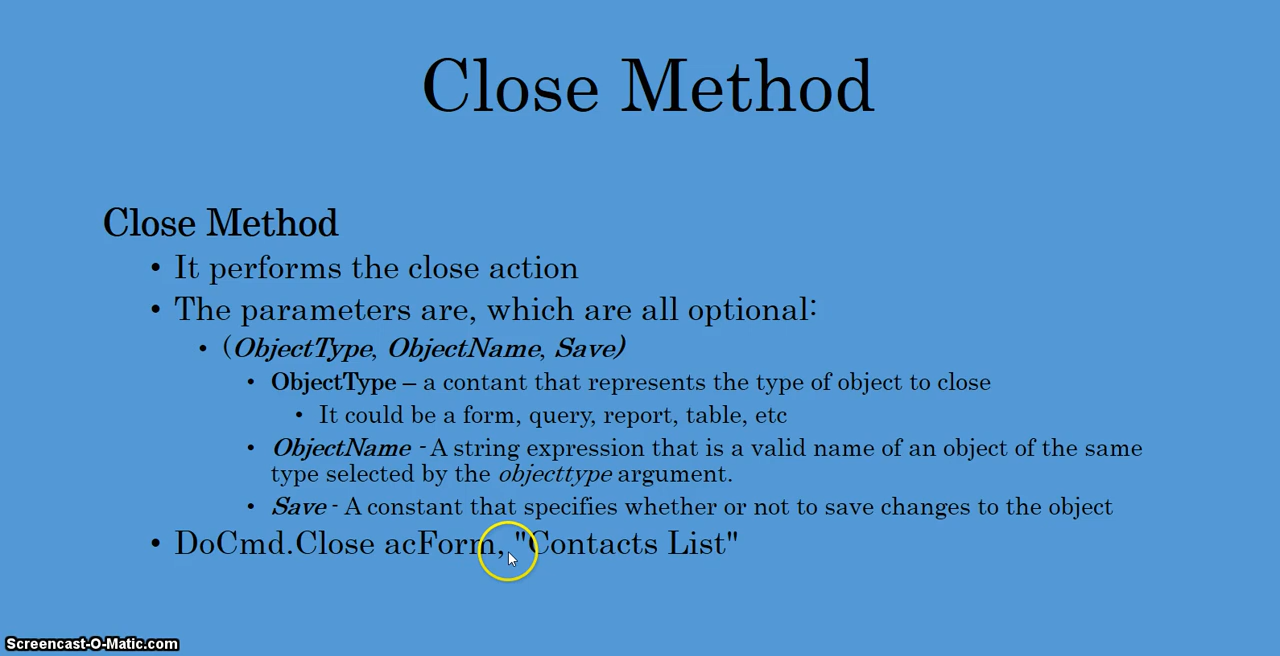 Close Method
Close Method
• It performs the close action
• The parameters are, which are all optional:
• (ObjectType, ObjectName, Save)
• ObjectType – a contant that represents the type of object to close
• It could be a form, query, report, table, etc
• ObjectName - A string expression that is a valid name of an object of the same
type selected by the objecttype argument.
• Save - A constant that specifies whether or not to save changes to the object
• DoCmd.Close acForm, "Contacts List"
Screencast-O-Matic.com